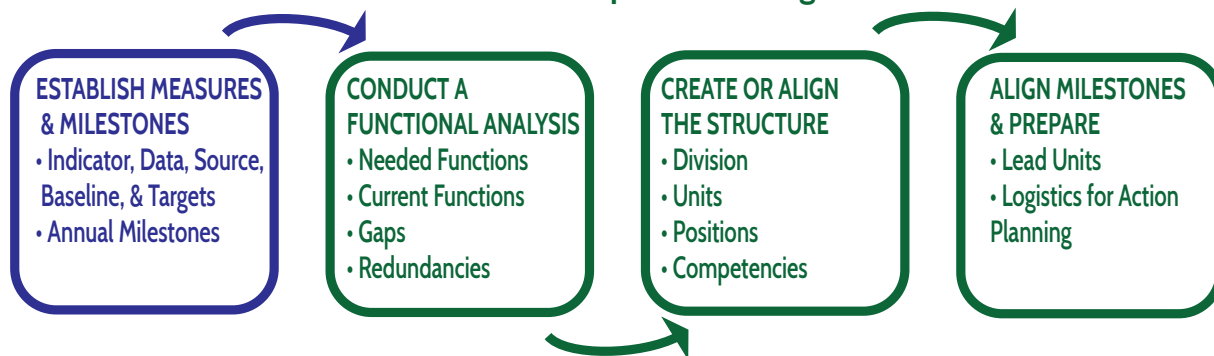 ESTABLISH MEASURES
& MILESTONES
• Indicator, Data, Source,
Baseline, & Targets
• Annual Milestones
CONDUCT A
FUNCTIONAL ANALYSIS
• Needed Functions
• Current Functions
• Gaps
• Redundancies
CREATE OR ALIGN
THE STRUCTURE
• Division
• Units
• Positions
• Competencies
ALIGN MILESTONES
& PREPARE
• Lead Units
• Logistics for Action
Planning